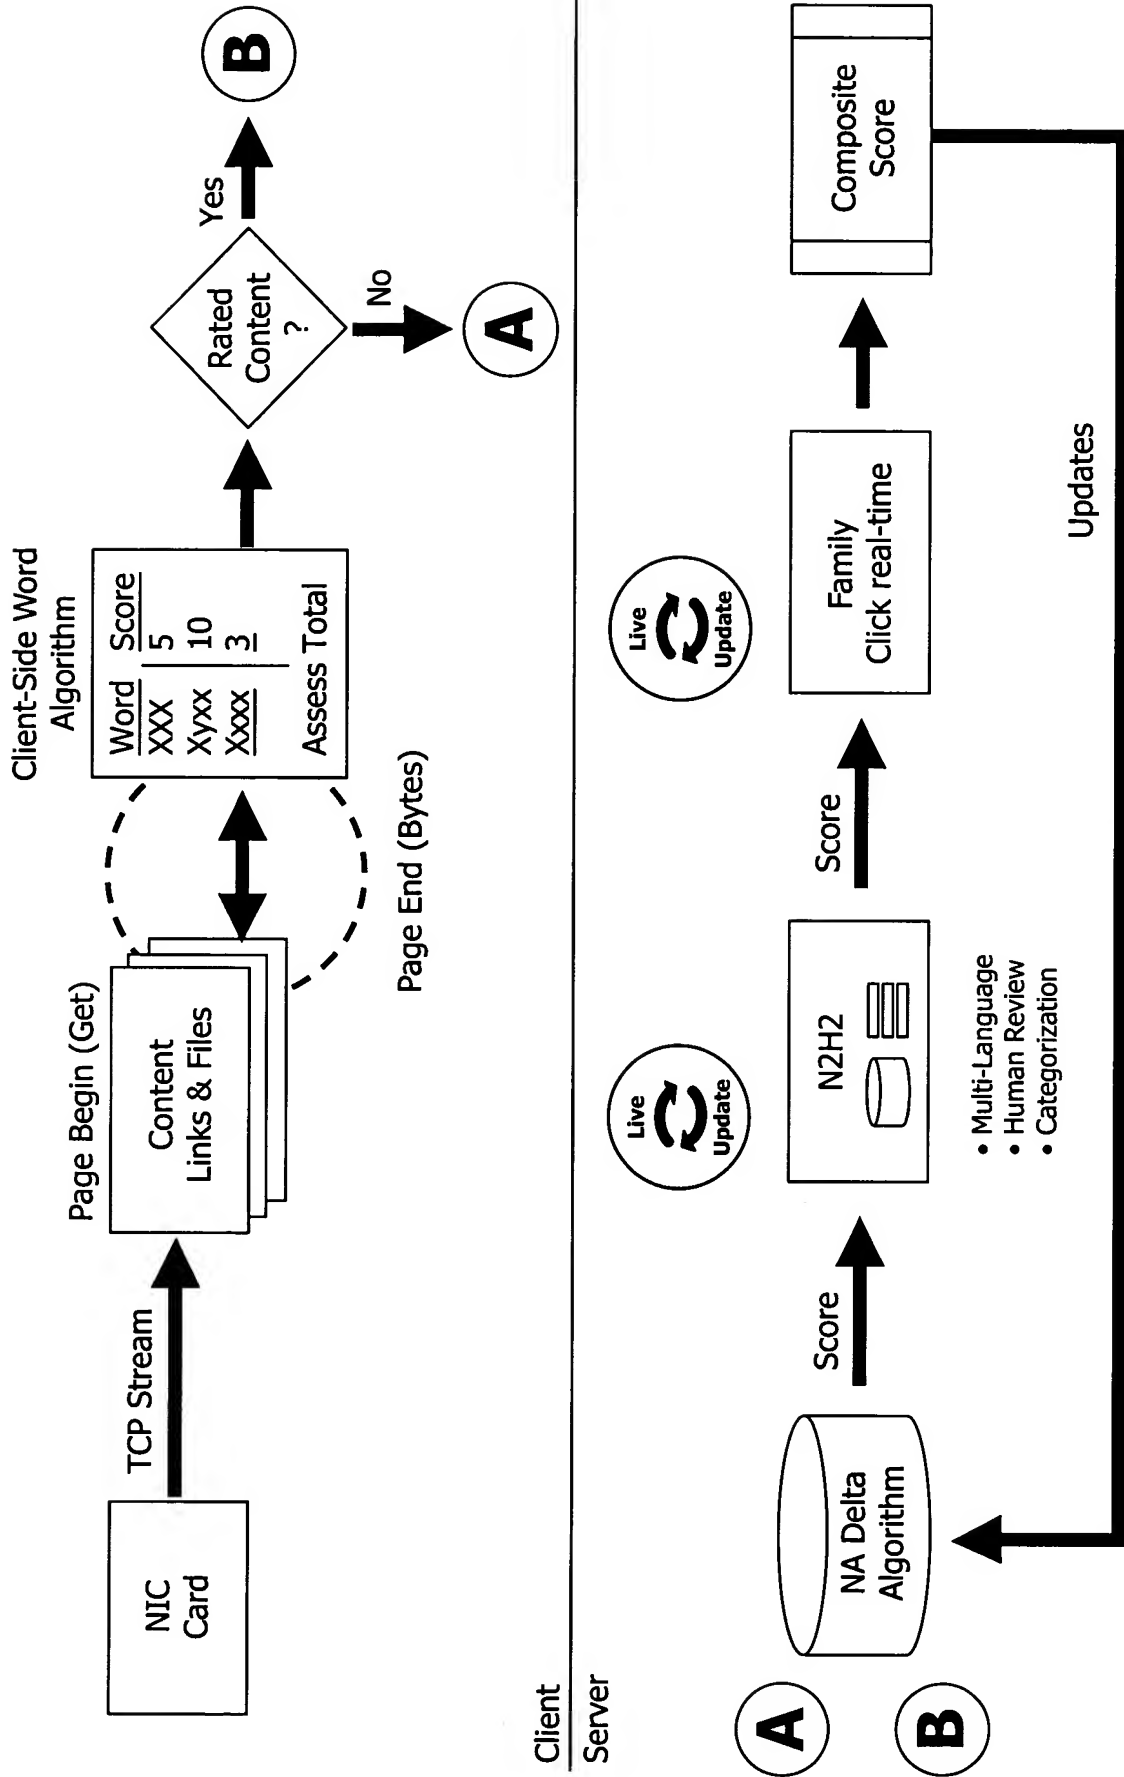 Client-Side Word
Algorithm
Page Begin (Get)
NIC
Card
TCP Stream
Content
Links & Files
Word Score
XXX 5
Xyxx 10
Xxxx 3
Assess Total
Page End (Bytes)
Rated
Content
?
Yes
B
No
A
Client
Server
A
B
NA Delta
Algorithm
Score
Live
Update
N2H2
• Multi-Language
• Human Review
• Categorization
Score
Live
Update
Family
Click real-time
Composite
Score
Updates